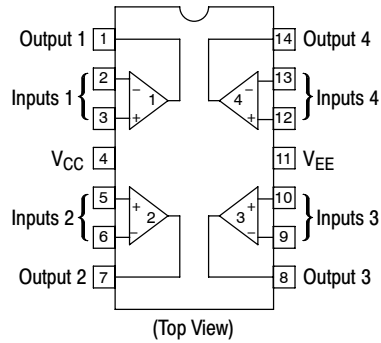 Output 1 1 14 Output 4
2 − − 13
Inputs 1 { 1 4 } Inputs 4
3 + + 12
VCC 4 11 VEE
5 + + 10
Inputs 2 { 2 3 } Inputs 3
6 − − 9
Output 2 7 8 Output 3
(Top View)